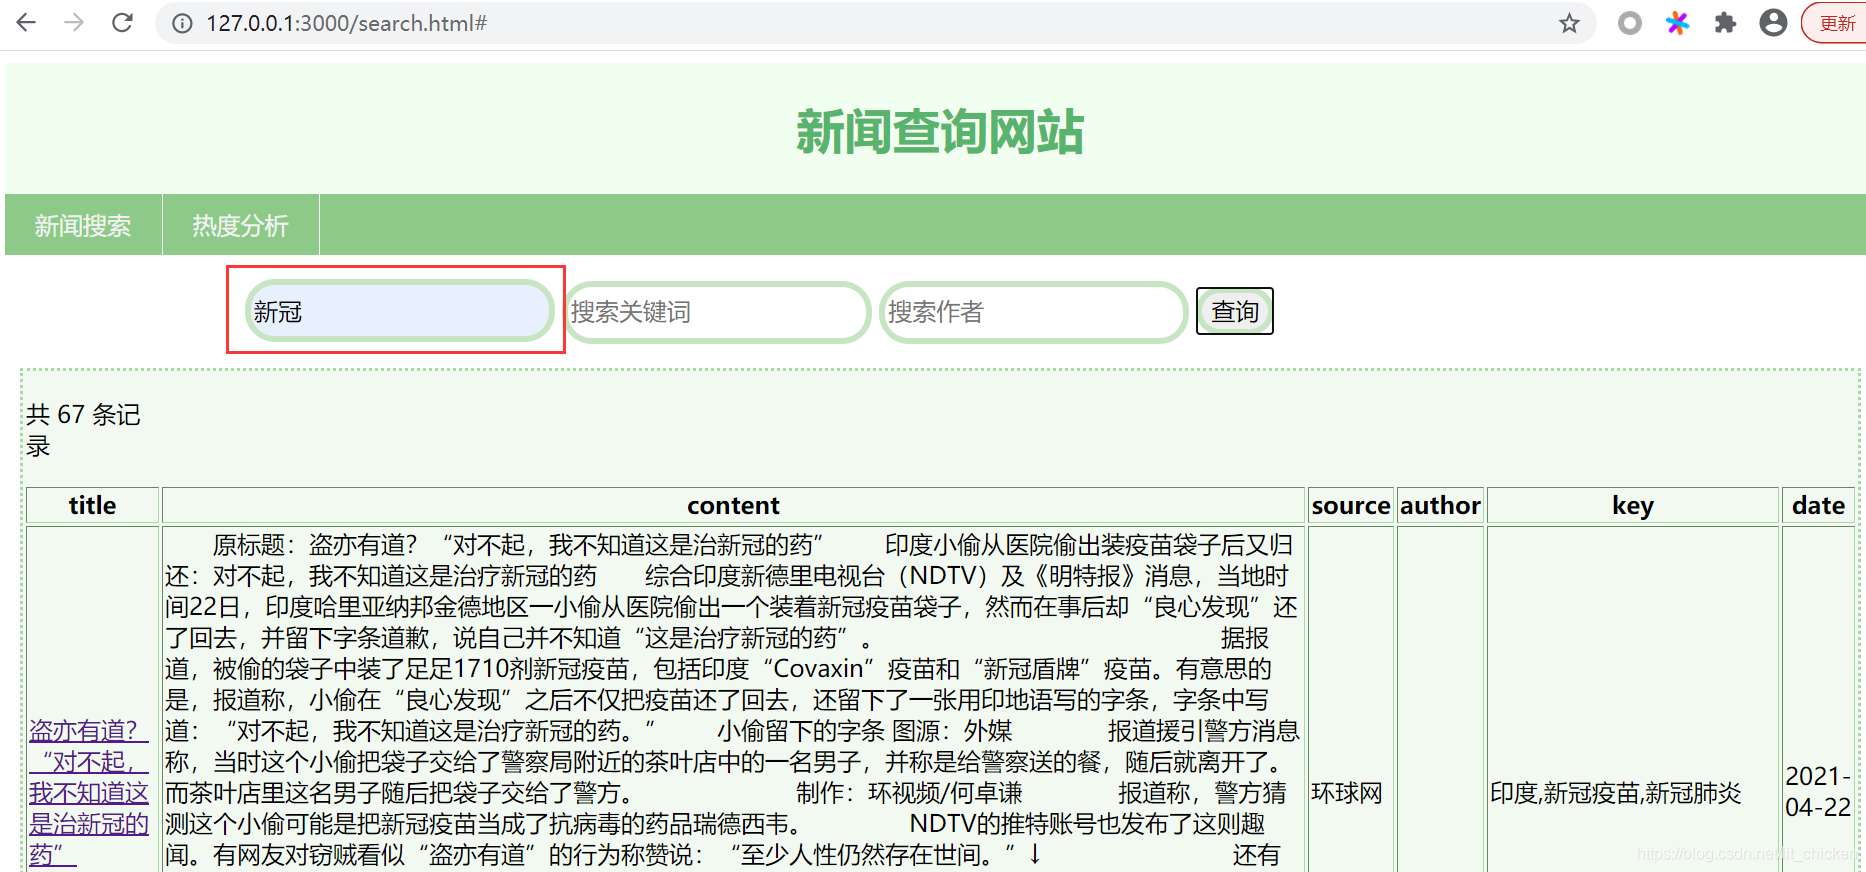 127.0.0.1:3000/search.html#
更新
新闻查询网站
新闻搜索 热度分析
新冠 搜索关键词 搜索作者 查询
共 67 条记
录
title content source author key date
原标题：盗亦有道？“对不起，我不知道这是治新冠的药” 印度小偷从医院偷出装疫苗袋子后又归
还：对不起，我不知道这是治疗新冠的药 综合印度新德里电视台（NDTV）及《明特报》消息，当地时
间22日，印度哈里亚纳邦金德地区一小偷从医院偷出一个装着新冠疫苗袋子，然而在事后却“良心发现”还
了回去，并留下字条道歉，说自己并不知道“这是治疗新冠的药”。 据报
道，被偷的袋子中装了足足1710剂新冠疫苗，包括印度“Covaxin”疫苗和“新冠盾牌”疫苗。有意思的
是，报道称，小偷在“良心发现”之后不仅把疫苗还了回去，还留下了一张用印地语写的字条，字条中写
道：“对不起，我不知道这是治疗新冠的药。” 小偷留下的字条 图源：外媒 报道援引警方消息
称，当时这个小偷把袋子交给了警察局附近的茶叶店中的一名男子，并称是给警察送的餐，随后就离开了。
而茶叶店里这名男子随后把袋子交给了警方。 制作：环视频/何卓谦 报道称，警方猜
测这个小偷可能是把新冠疫苗当成了抗病毒的药品瑞德西韦。 NDTV的推特账号也发布了这则趣
闻。有网友对窃贼看似“盗亦有道”的行为称赞说：“至少人性仍然存在世间。”↓ 还有
盗亦有道？
“对不起，
我不知道这
是治新冠的
药”
环球网
印度,新冠疫苗,新冠肺炎
2021-
04-22